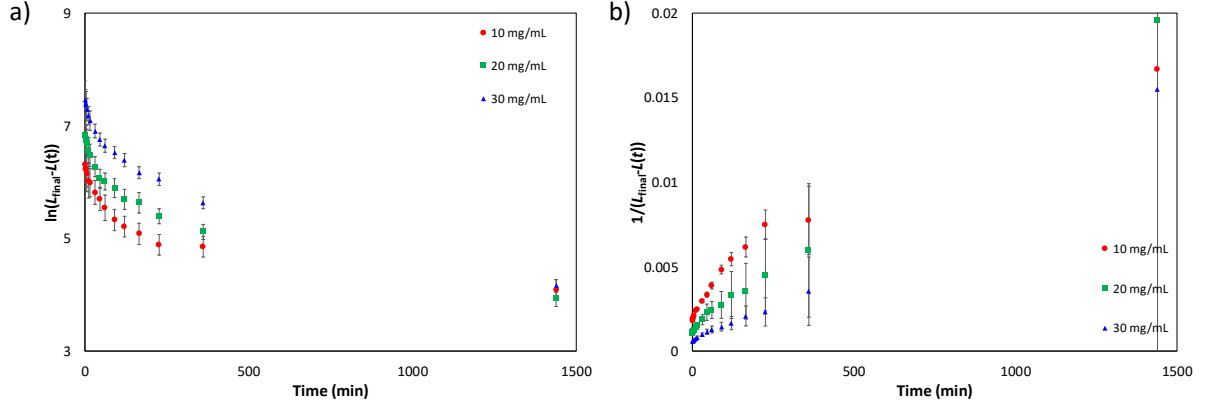 a)
9
7
5
3
ln(L_final-L(t))
0
500
1000
1500
Time (min)
10 mg/mL
20 mg/mL
30 mg/mL
b)
0.02
0.015
0.01
0.005
0
1/(L_final-L(t))
0
500
1000
1500
Time (min)
10 mg/mL
20 mg/mL
30 mg/mL